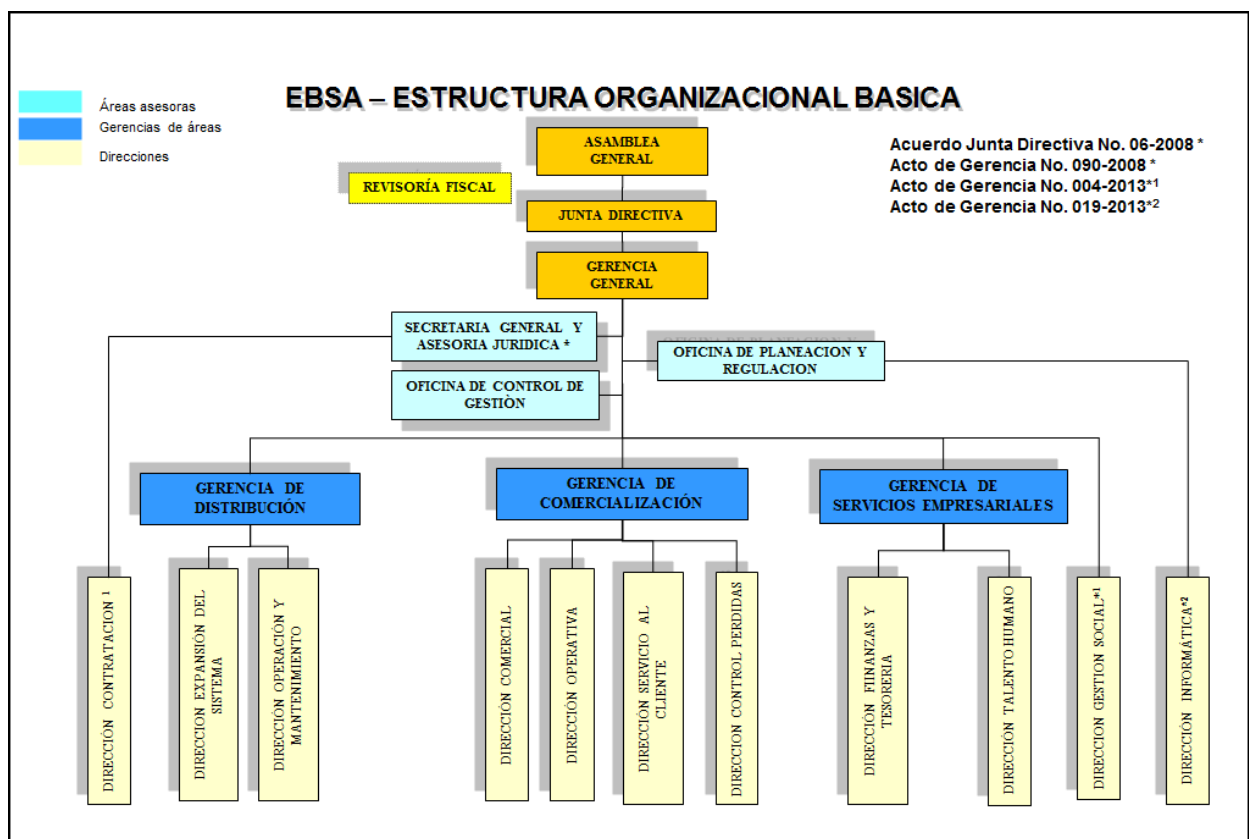 EBSA – ESTRUCTURA ORGANIZACIONAL BASICA
Áreas asesoras
Gerencias de áreas
Direcciones
Acuerdo Junta Directiva No. 06-2008 *
Acto de Gerencia No. 090-2008 *
Acto de Gerencia No. 004-2013*1
Acto de Gerencia No. 019-2013*2
ASAMBLEA
GENERAL
REVISORÍA FISCAL
JUNTA DIRECTIVA
GERENCIA
GENERAL
SECRETARIA GENERAL Y
ASESORIA JURIDICA *
OFICINA DE PLANEACION Y
REGULACION
OFICINA DE CONTROL DE
GESTIÒN
GERENCIA DE
DISTRIBUCIÓN
GERENCIA DE
COMERCIALIZACIÓN
GERENCIA DE
SERVICIOS EMPRESARIALES
DIRECCIÓN CONTRATACION 1
DIRECCION EXPANSIÓN DEL
SISTEMA
DIRECCIÓN OPERACIÓN Y
MANTENIMIENTO
DIRECCIÓN COMERCIAL
DIRECCIÓN OPERATIVA
DIRECCIÓN SERVICIO AL
CLIENTE
DIRECCION CONTROL PERDIDAS
DIRECCIÓN FIINANZAS Y
TESORERIA
DIRECCIÓN TALENTO HUMANO
DIRECCION GESTION SOCIAL*1
DIRECCIÓN INFORMÁTICA*2